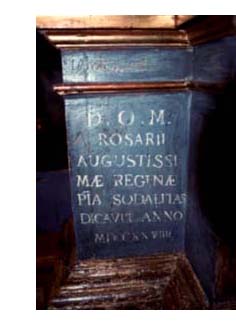 D. O. M.
ROSARII
AUGUSTISSI
MÆ REGINÆ
PIA SODALITAS
DICAVIT ANNO